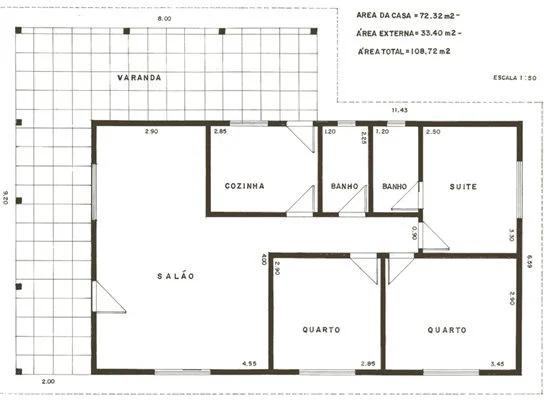 8.00
AREA DA CASA = 72.32 m2-
ÁREA EXTERNA = 33.40 m2-
ÁREA TOTAL = 108,72 m2
ESCALA 1:50
VARANDA
11,43
2.90
2.85
1.20
2.25
1.20
2.50
COZINHA
BANHO
BANHO
SUITE
9.20
0.90
3.30
6.59
4.00
2.90
2.90
SALÃO
QUARTO
QUARTO
4.55
2.85
3.45
2.00